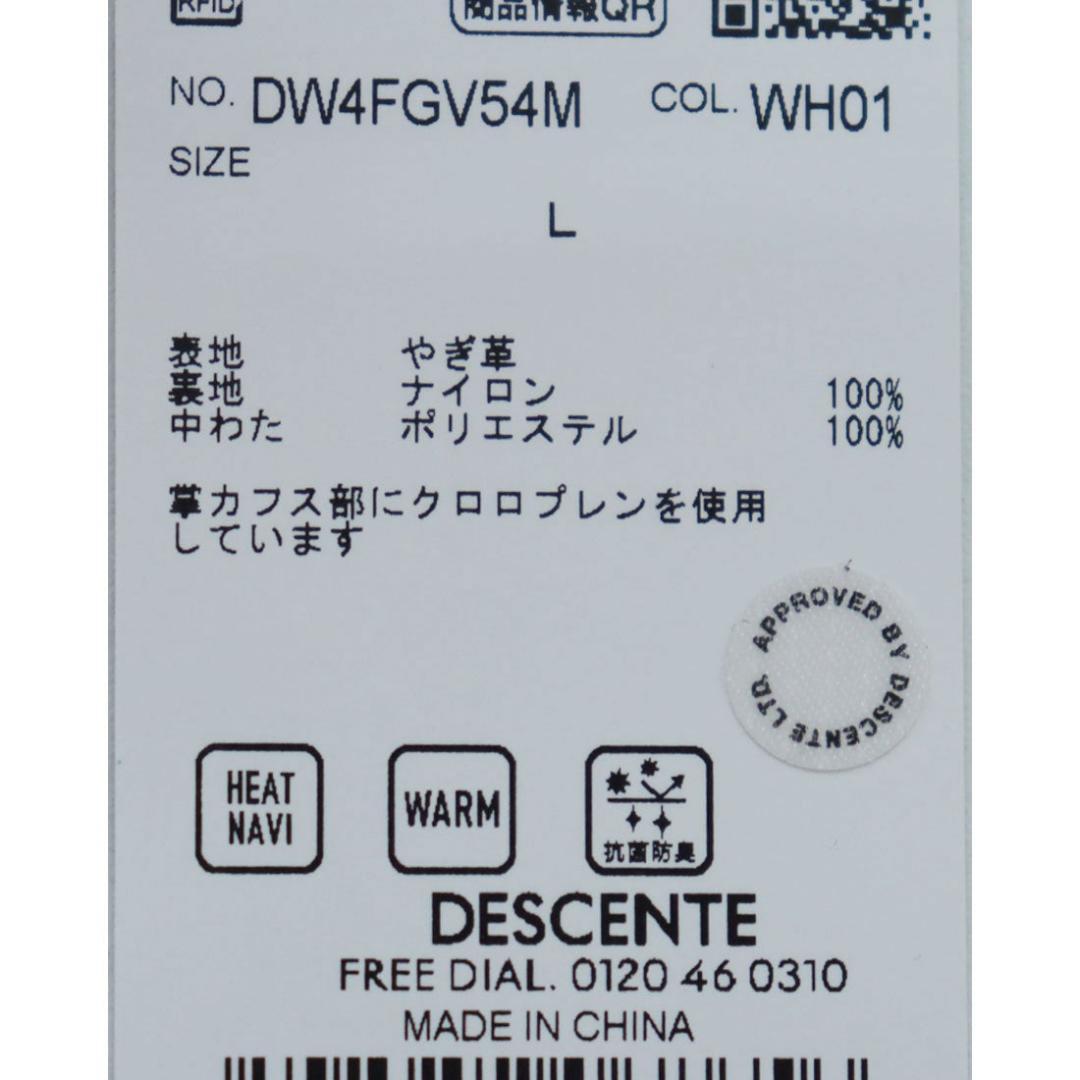 RFID 商品情報QR
NO. DW4FGV54M COL. WH01
SIZE
L
表地 やぎ革
裏地 ナイロン 100%
中わた ポリエステル 100%
掌カフス部にクロロプレンを使用
しています
APPROVED BY DESCENTE LTD.
HEAT
NAVI
WARM
抗菌防臭
DESCENTE
FREE DIAL. 0120 46 0310
MADE IN CHINA